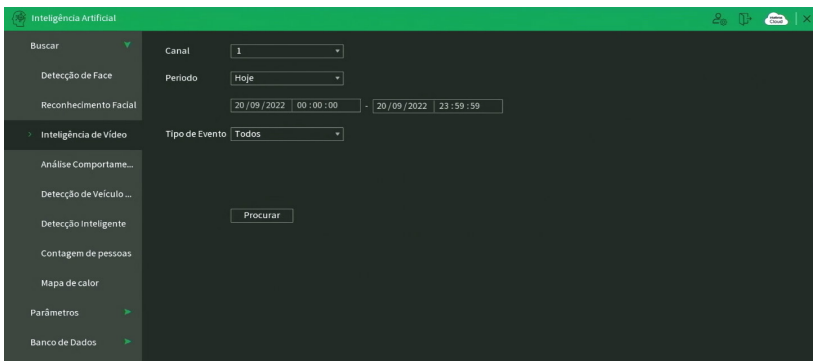 Inteligência Artificial
Buscar
Detecção de Face
Reconhecimento Facial
Inteligência de Vídeo
Análise Comportame...
Detecção de Veículo ...
Detecção Inteligente
Contagem de pessoas
Mapa de calor
Parâmetros
Banco de Dados
Canal 1
Periodo Hoje
20/09/2022 00:00:00 - 20/09/2022 23:59:59
Tipo de Evento Todos
Procurar